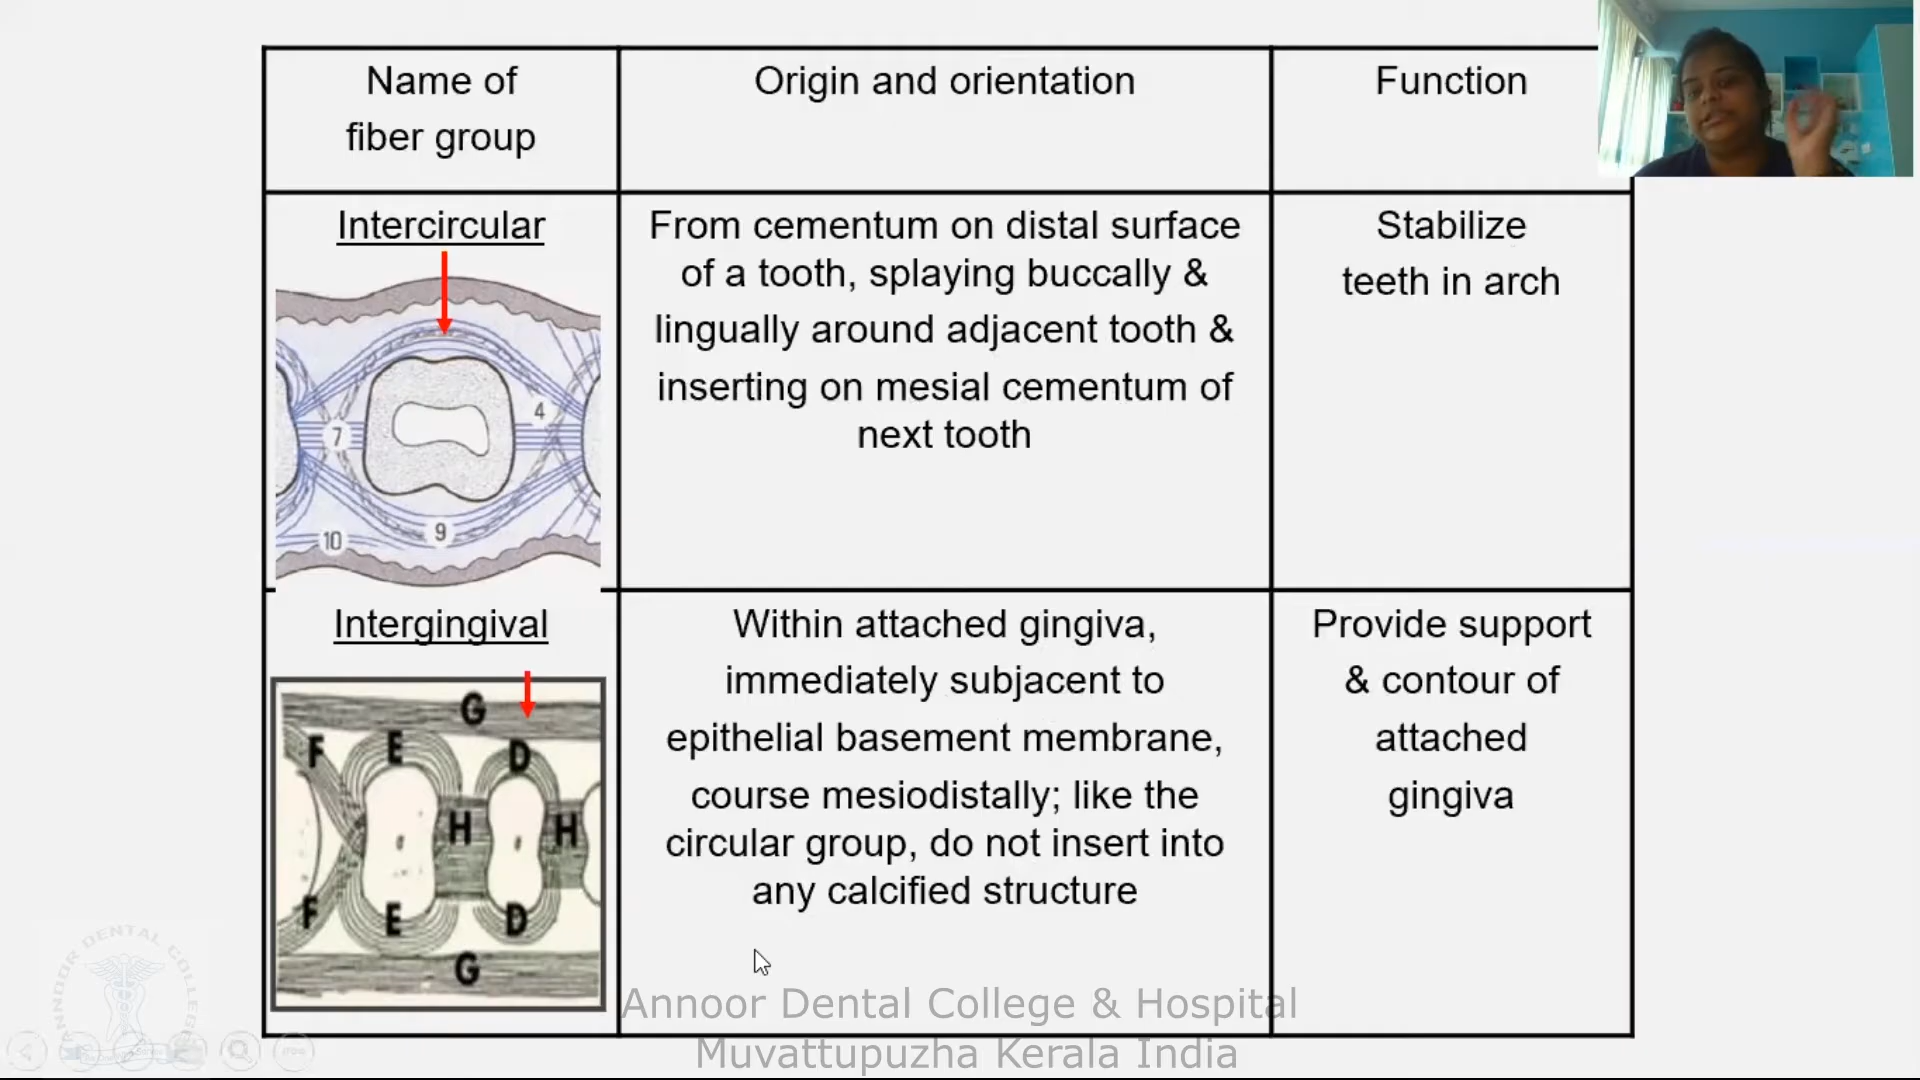 Name of
fiber group
Origin and orientation
Function
Intercircular
7
4
9
10
From cementum on distal surface
of a tooth, splaying buccally &
lingually around adjacent tooth &
inserting on mesial cementum of
next tooth
Stabilize
teeth in arch
Intergingival
G
F
E
D
H
H
F
E
D
G
Within attached gingiva,
immediately subjacent to
epithelial basement membrane,
course mesiodistally; like the
circular group, do not insert into
any calcified structure
Provide support
& contour of
attached
gingiva
ANNOOR DENTAL COLLEGE
Annoor Dental College & Hospital
Muvattupuzha Kerala India